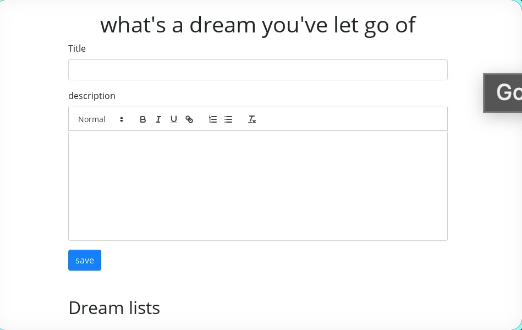 what's a dream you've let go of
Title
description
Normal B I U
save
Dream lists
Go